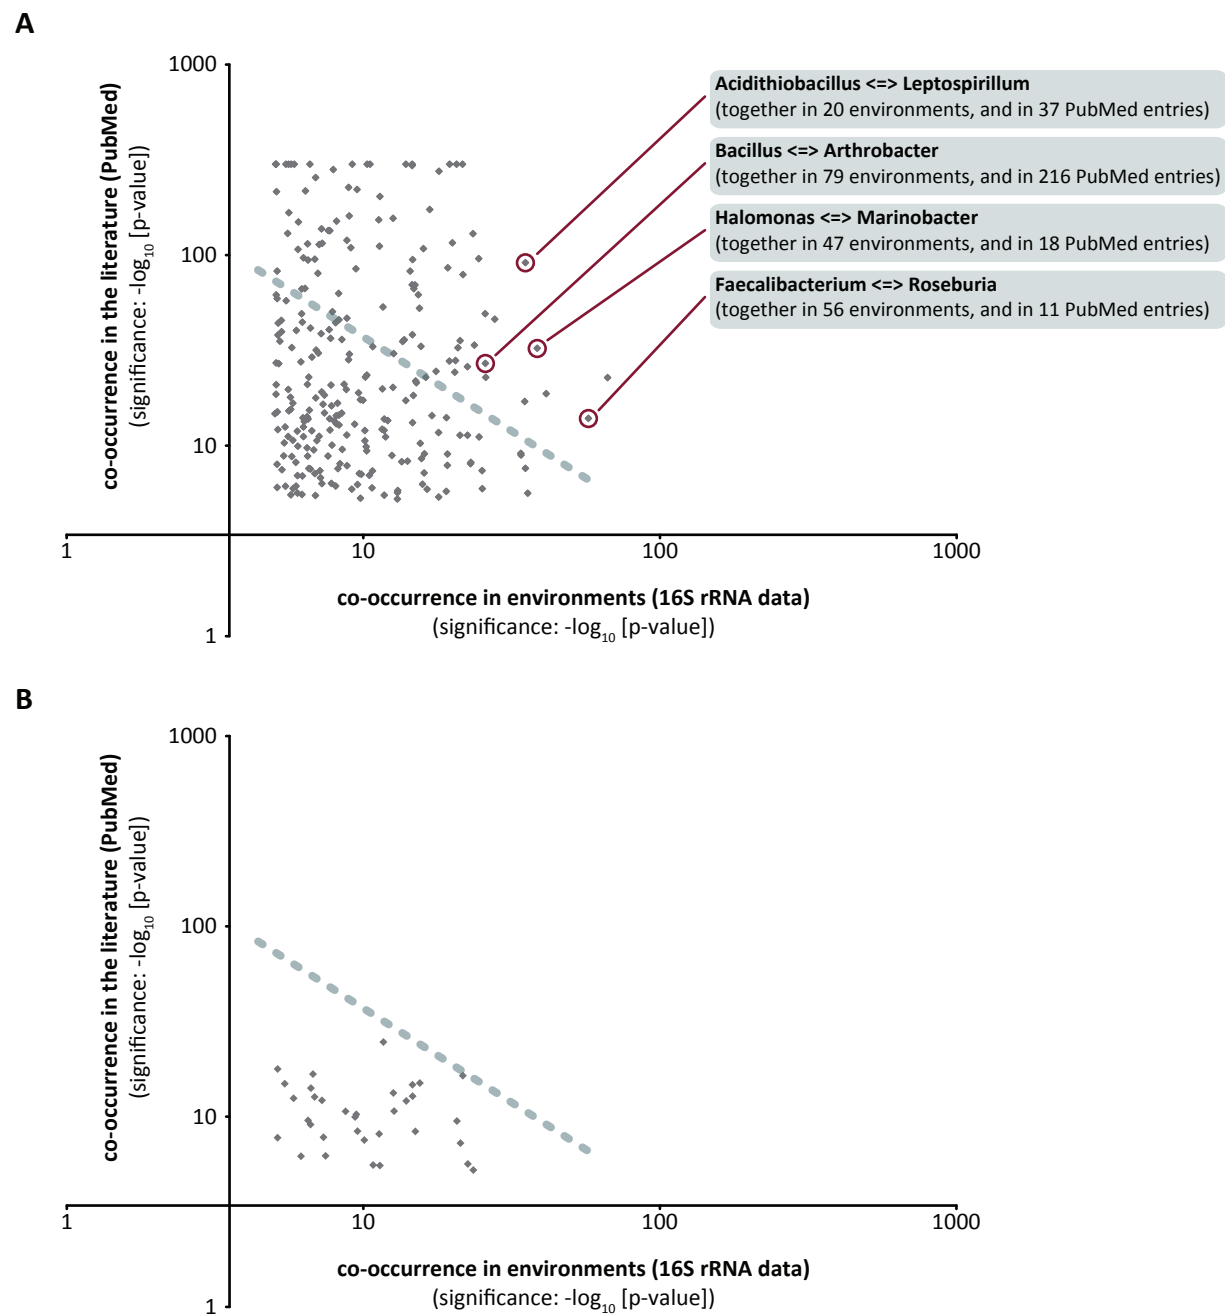 A
1000
100
10
1
co-occurrence in the literature (PubMed)
(significance: -log10 [p-value])
Acidithiobacillus <=> Leptospirillum
(together in 20 environments, and in 37 PubMed entries)
Bacillus <=> Arthrobacter
(together in 79 environments, and in 216 PubMed entries)
Halomonas <=> Marinobacter
(together in 47 environments, and in 18 PubMed entries)
Faecalibacterium <=> Roseburia
(together in 56 environments, and in 11 PubMed entries)
1 10 100 1000
co-occurrence in environments (16S rRNA data)
(significance: -log10 [p-value])
B
1000
100
10
1
co-occurrence in the literature (PubMed)
(significance: -log10 [p-value])
1 10 100 1000
co-occurrence in environments (16S rRNA data)
(significance: -log10 [p-value])